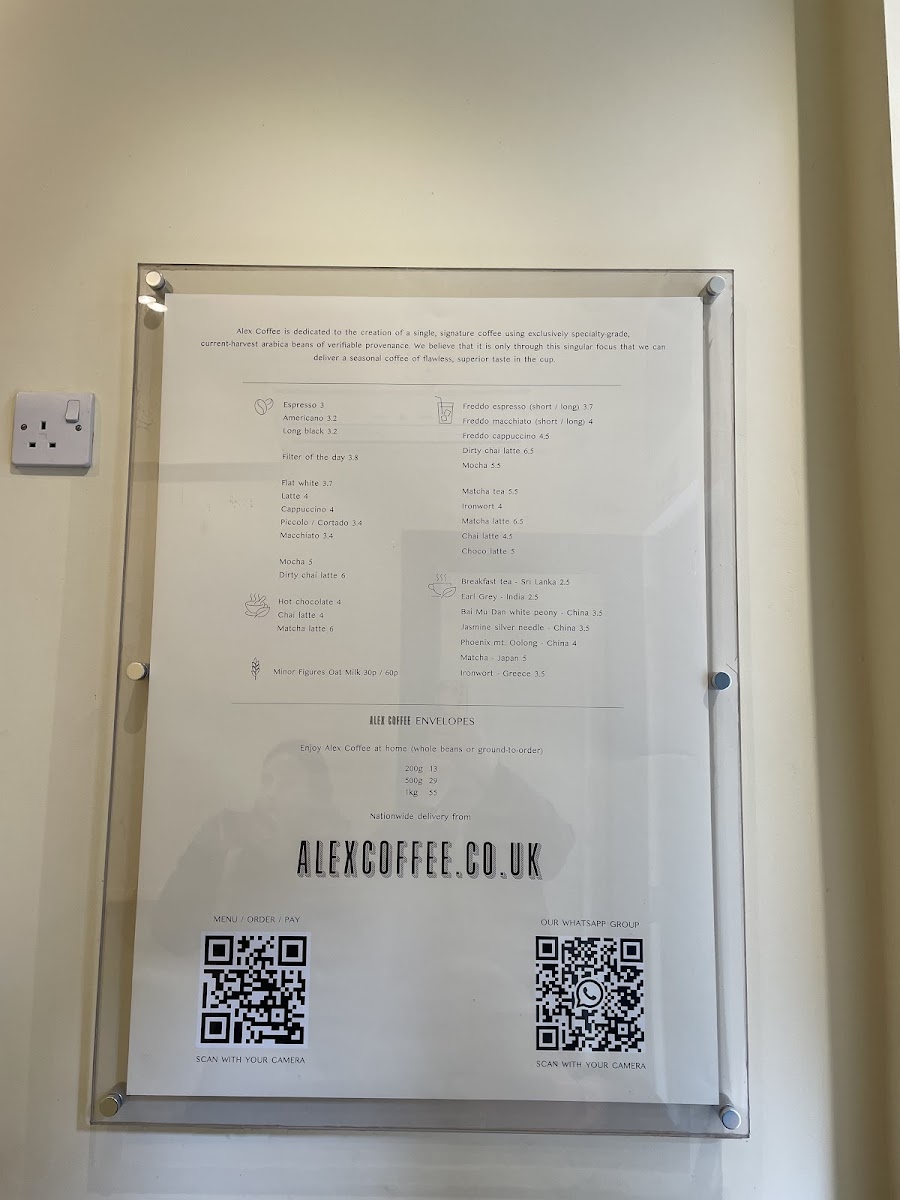 Alex Coffee is dedicated to the creation of a single, signature coffee using exclusively specialty-grade,
current-harvest arabica beans of verifiable provenance. We believe that it is only through this singular focus that we can
deliver a seasonal coffee of flawless, superior taste in the cup.
Espresso 3
Americano 3.2
Long black 3.2
Filter of the day 3.8
Flat white 3.7
Latte 4
Cappuccino 4
Piccolo / Cortado 3.4
Macchiato 3.4
Mocha 5
Dirty chai latte 6
Hot chocolate 4
Chai latte 4
Matcha latte 6
Minor Figures Oat Milk 30p / 60p
Freddo espresso (short / long) 3.7
Freddo macchiato (short / long) 4
Freddo cappuccino 4.5
Dirty chai latte 6.5
Mocha 5.5
Matcha tea 5.5
Ironwort 4
Matcha latte 6.5
Chai latte 4.5
Choco latte 5
Breakfast tea - Sri Lanka 2.5
Earl Grey - India 2.5
Bai Mu Dan white peony - China 3.5
Jasmine silver needle - China 3.5
Phoenix mt. Oolong - China 4
Matcha - Japan 5
Ironwort - Greece 3.5
ALEX COFFEE ENVELOPES
Enjoy Alex Coffee at home (whole beans or ground-to-order)
200g 13
500g 29
1kg 55
Nationwide delivery from
ALEXCOFFEE.CO.UK
MENU / ORDER / PAY
SCAN WITH YOUR CAMERA
OUR WHATSAPP GROUP
SCAN WITH YOUR CAMERA